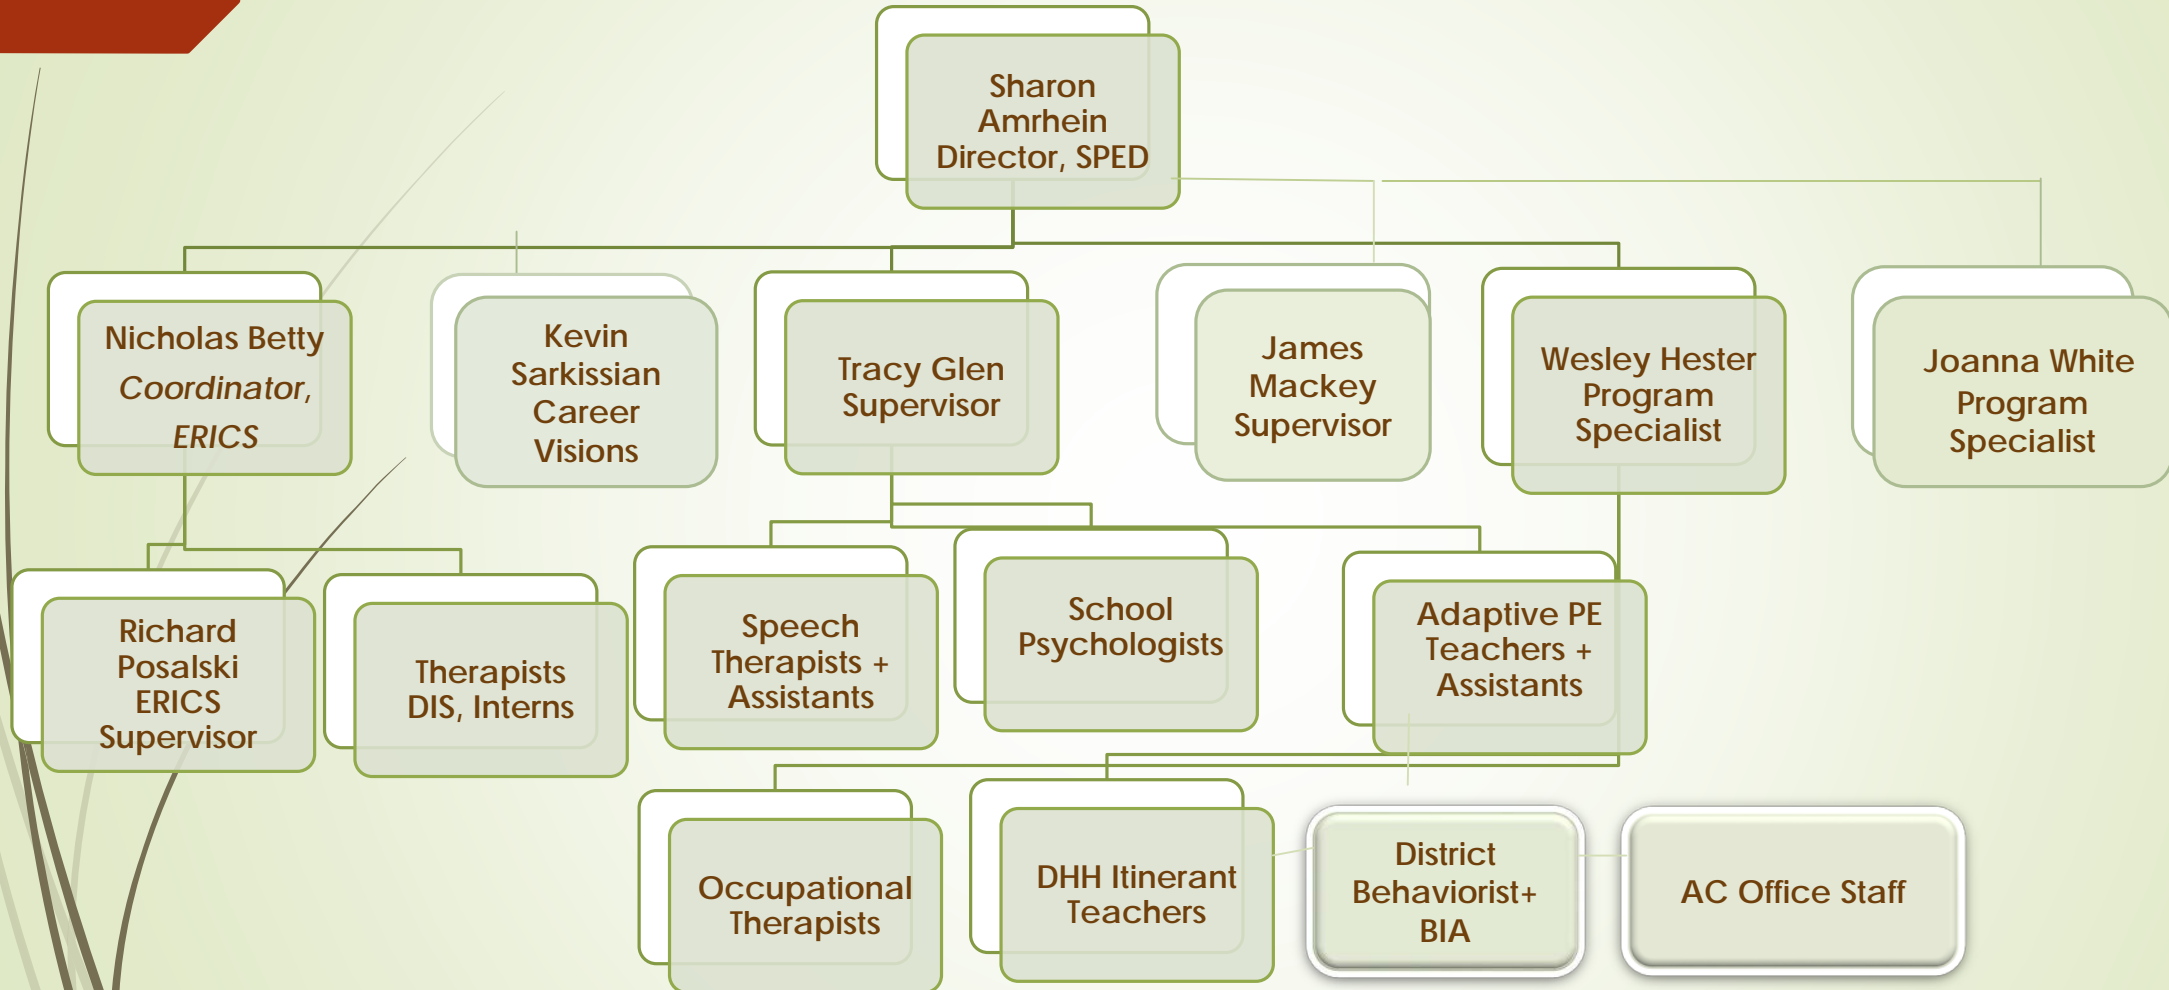 Sharon
Amrhein
Director, SPED
Nicholas Betty
Coordinator,
ERICS
Kevin
Sarkissian
Career
Visions
Tracy Glen
Supervisor
James
Mackey
Supervisor
Wesley Hester
Program
Specialist
Joanna White
Program
Specialist
Richard
Posalski
ERICS
Supervisor
Therapists
DIS, Interns
Speech
Therapists +
Assistants
School
Psychologists
Adaptive PE
Teachers +
Assistants
Occupational
Therapists
DHH Itinerant
Teachers
District
Behaviorist+
BIA
AC Office Staff